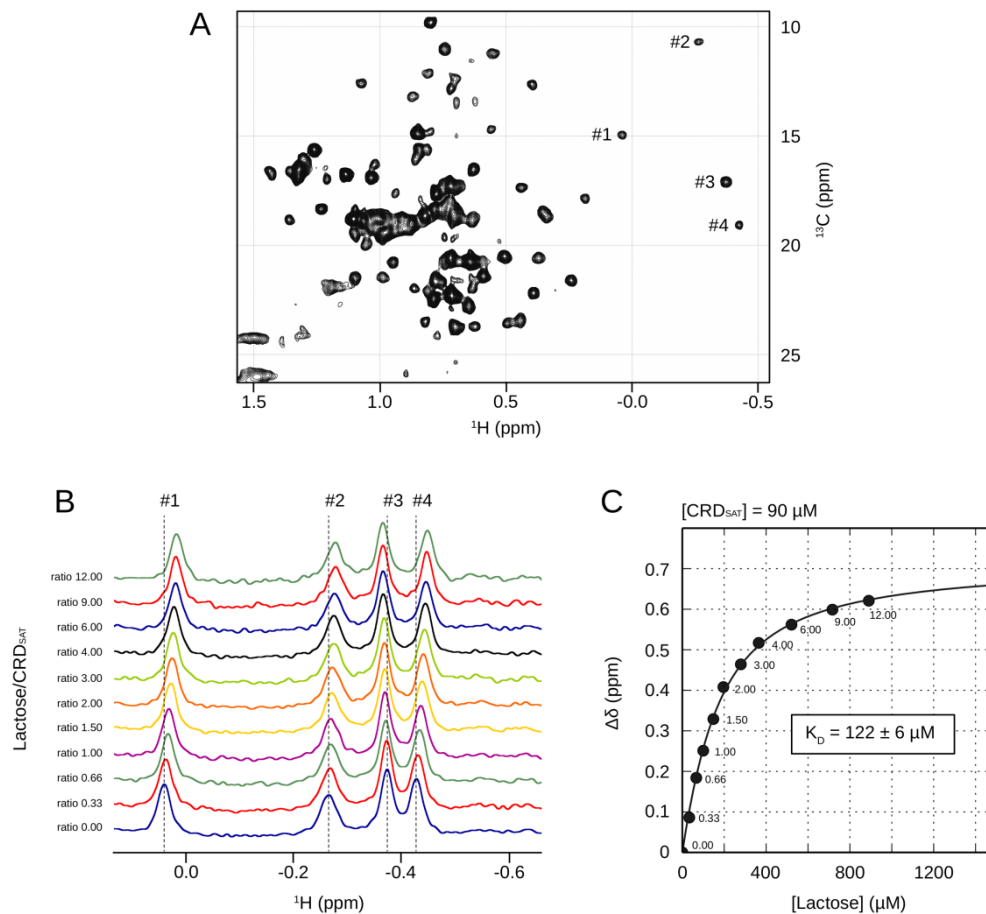 A
10
15
20
25
¹³C (ppm)
#2
#1
#3
#4
1.5 1.0 0.5 -0.0 -0.5
¹H (ppm)
B
#1 #2 #3 #4
Lactose/CRDSAT
ratio 12.00
ratio 9.00
ratio 6.00
ratio 4.00
ratio 3.00
ratio 2.00
ratio 1.50
ratio 1.00
ratio 0.66
ratio 0.33
ratio 0.00
0.0 -0.2 -0.4 -0.6
¹H (ppm)
C
[CRDSAT] = 90 µM
Δδ (ppm)
0.7
0.6
0.5
0.4
0.3
0.2
0.1
0
12.00
9.00
6.00
4.00
3.00
2.00
1.50
1.00
0.66
0.33
0.00
KD = 122 ± 6 µM
0 400 800 1200
[Lactose] (µM)